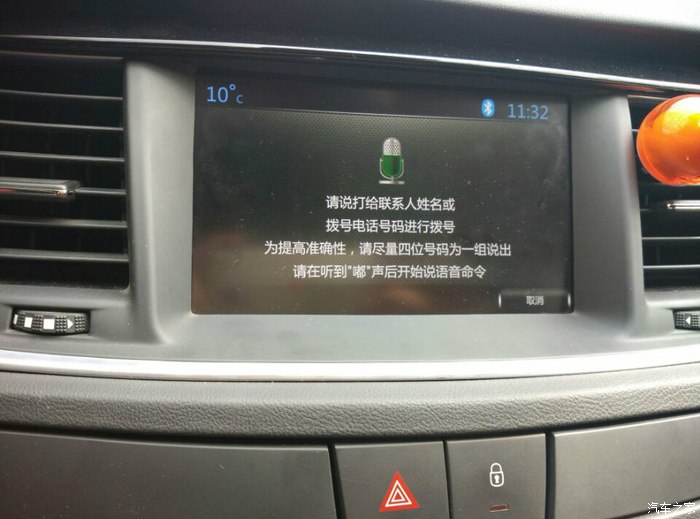 10°C 11:32
请说打给联系人姓名或
拨号电话号码进行拨号
为提高准确性，请尽量四位号码为一组说出
请在听到"嘟"声后开始说语音命令
取消
汽车之家